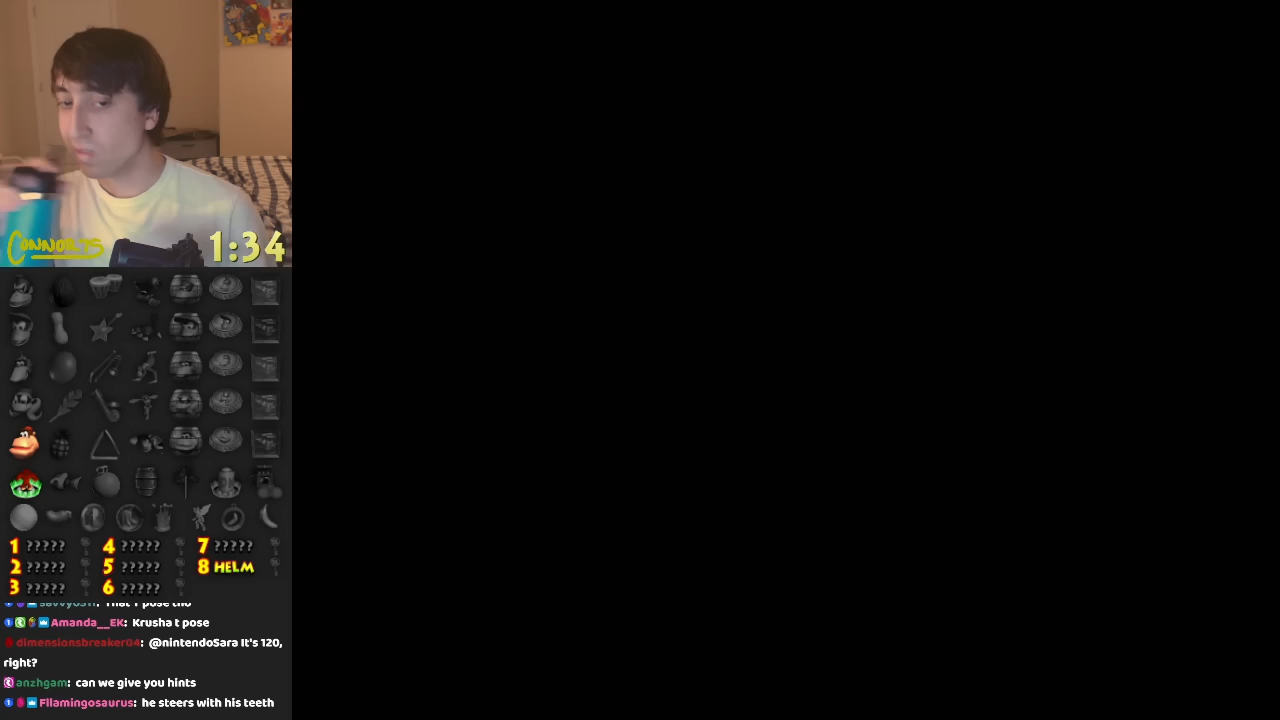 CONNOR75
1:34
1 ?????
4 ?????
7 ?????
2 ?????
5 ?????
8 HELM
3 ?????
6 ?????
Amanda__EK: Krusha t pose
dimensionsbreaker04: @nintendoSara It's 120,
right?
anzhgam: can we give you hints
Fllamingosaurus: he steers with his teeth